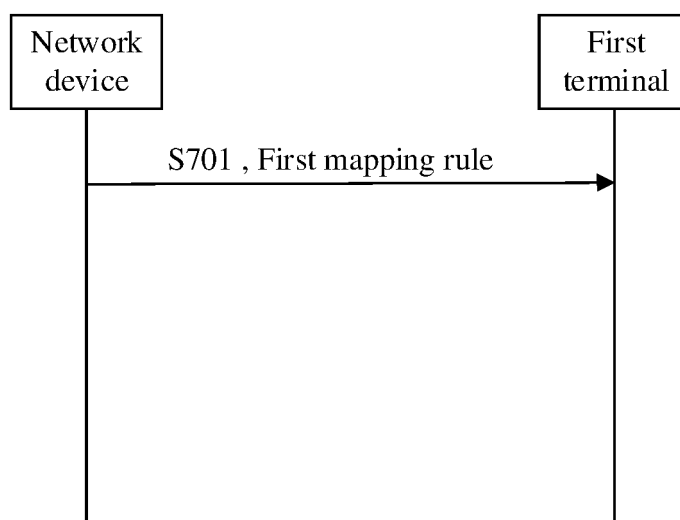 Network
device
First
terminal
S701 , First mapping rule